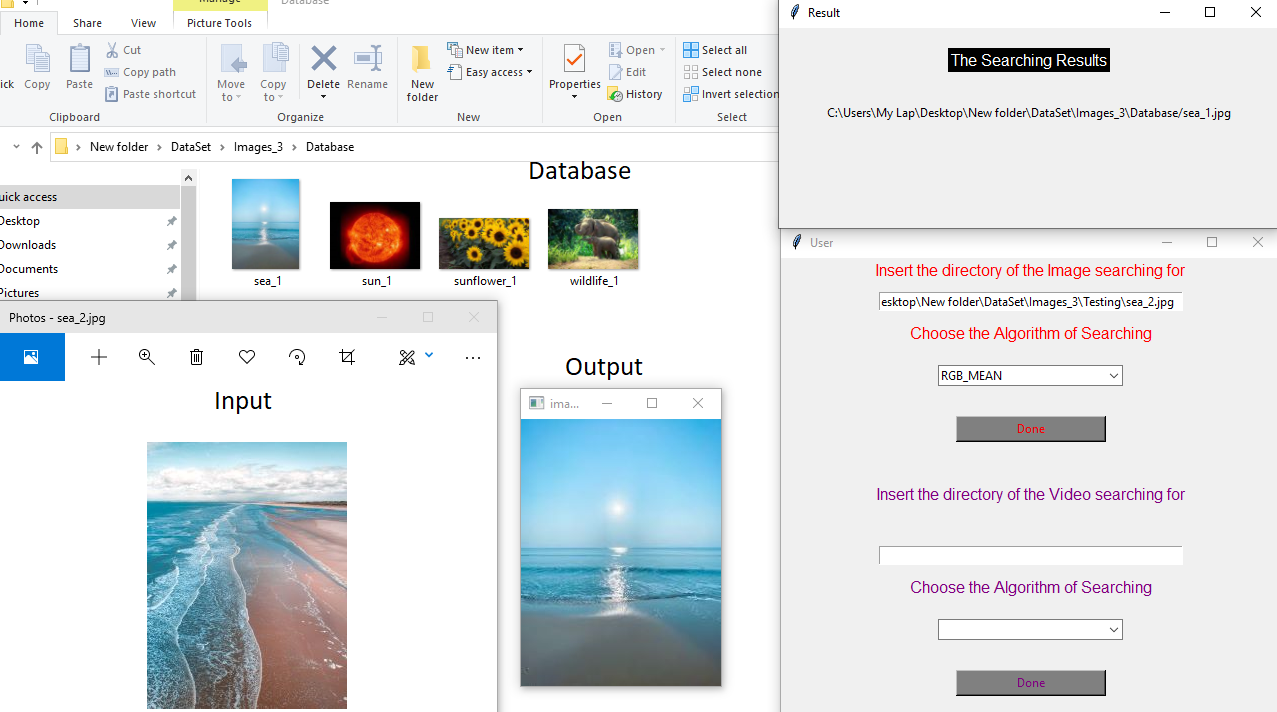 Manage
Database
Home
Share
View
Picture Tools
Copy
Paste
Cut
Copy path
Paste shortcut
Move to
Copy to
Delete
Rename
New folder
New item
Easy access
Properties
Open
Edit
History
Select all
Select none
Invert selection
Clipboard
Organize
New
Open
Select
New folder > DataSet > Images_3 > Database
Database
uick access
Desktop
Downloads
Documents
Pictures
sea_1
sun_1
sunflower_1
wildlife_1
Photos - sea_2.jpg
Input
Output
ima...
Result
The Searching Results
C:\Users\My Lap\Desktop\New folder\DataSet\Images_3\Database/sea_1.jpg
User
Insert the directory of the Image searching for
esktop\New folder\DataSet\Images_3\Testing\sea_2.jpg
Choose the Algorithm of Searching
RGB_MEAN
Done
Insert the directory of the Video searching for
Choose the Algorithm of Searching
Done